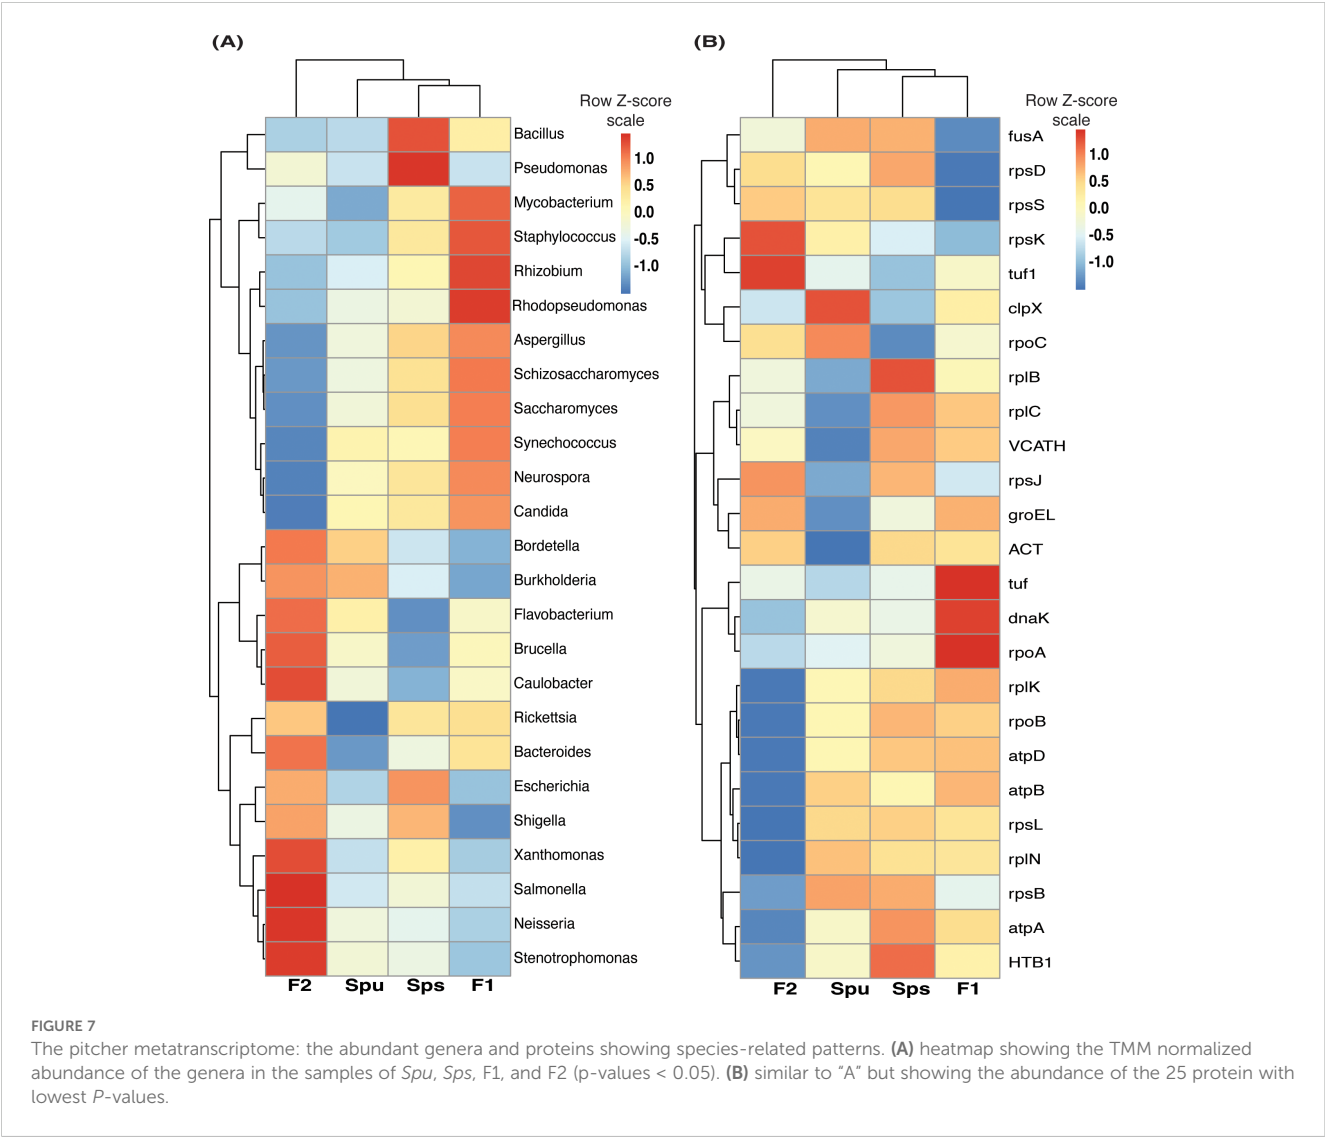 (A)
Row Z-score
scale
1.0
0.5
0.0
-0.5
-1.0
Bacillus
Pseudomonas
Mycobacterium
Staphylococcus
Rhizobium
Rhodopseudomonas
Aspergillus
Schizosaccharomyces
Saccharomyces
Synechococcus
Neurospora
Candida
Bordetella
Burkholderia
Flavobacterium
Brucella
Caulobacter
Rickettsia
Bacteroides
Escherichia
Shigella
Xanthomonas
Salmonella
Neisseria
Stenotrophomonas
F2 Spu Sps F1
(B)
Row Z-score
scale
1.0
0.5
0.0
-0.5
-1.0
fusA
rpsD
rpsS
rpsK
tuf1
clpX
rpoC
rplB
rplC
VCATH
rpsJ
groEL
ACT
tuf
dnaK
rpoA
rplK
rpoB
atpD
atpB
rpsL
rplN
rpsB
atpA
HTB1
F2 Spu Sps F1
FIGURE 7
The pitcher metatranscriptome: the abundant genera and proteins showing species-related patterns. (A) heatmap showing the TMM normalized
abundance of the genera in the samples of Spu, Sps, F1, and F2 (p-values < 0.05). (B) similar to “A” but showing the abundance of the 25 protein with
lowest P-values.